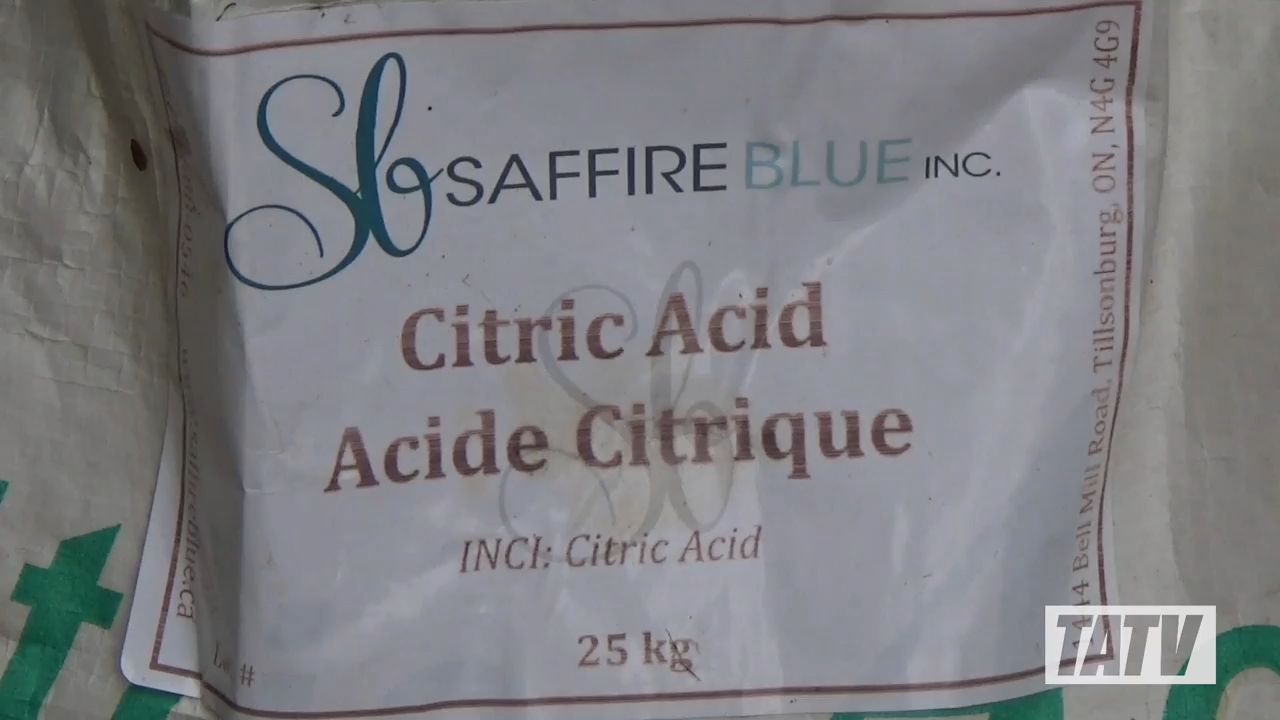 Sb SAFFIRE BLUE INC.
Citric Acid
Acide Citrique
INCI: Citric Acid
25 kg
Bell Mill Road, Tillsonburg, ON, N4G 4G9
#
TATV